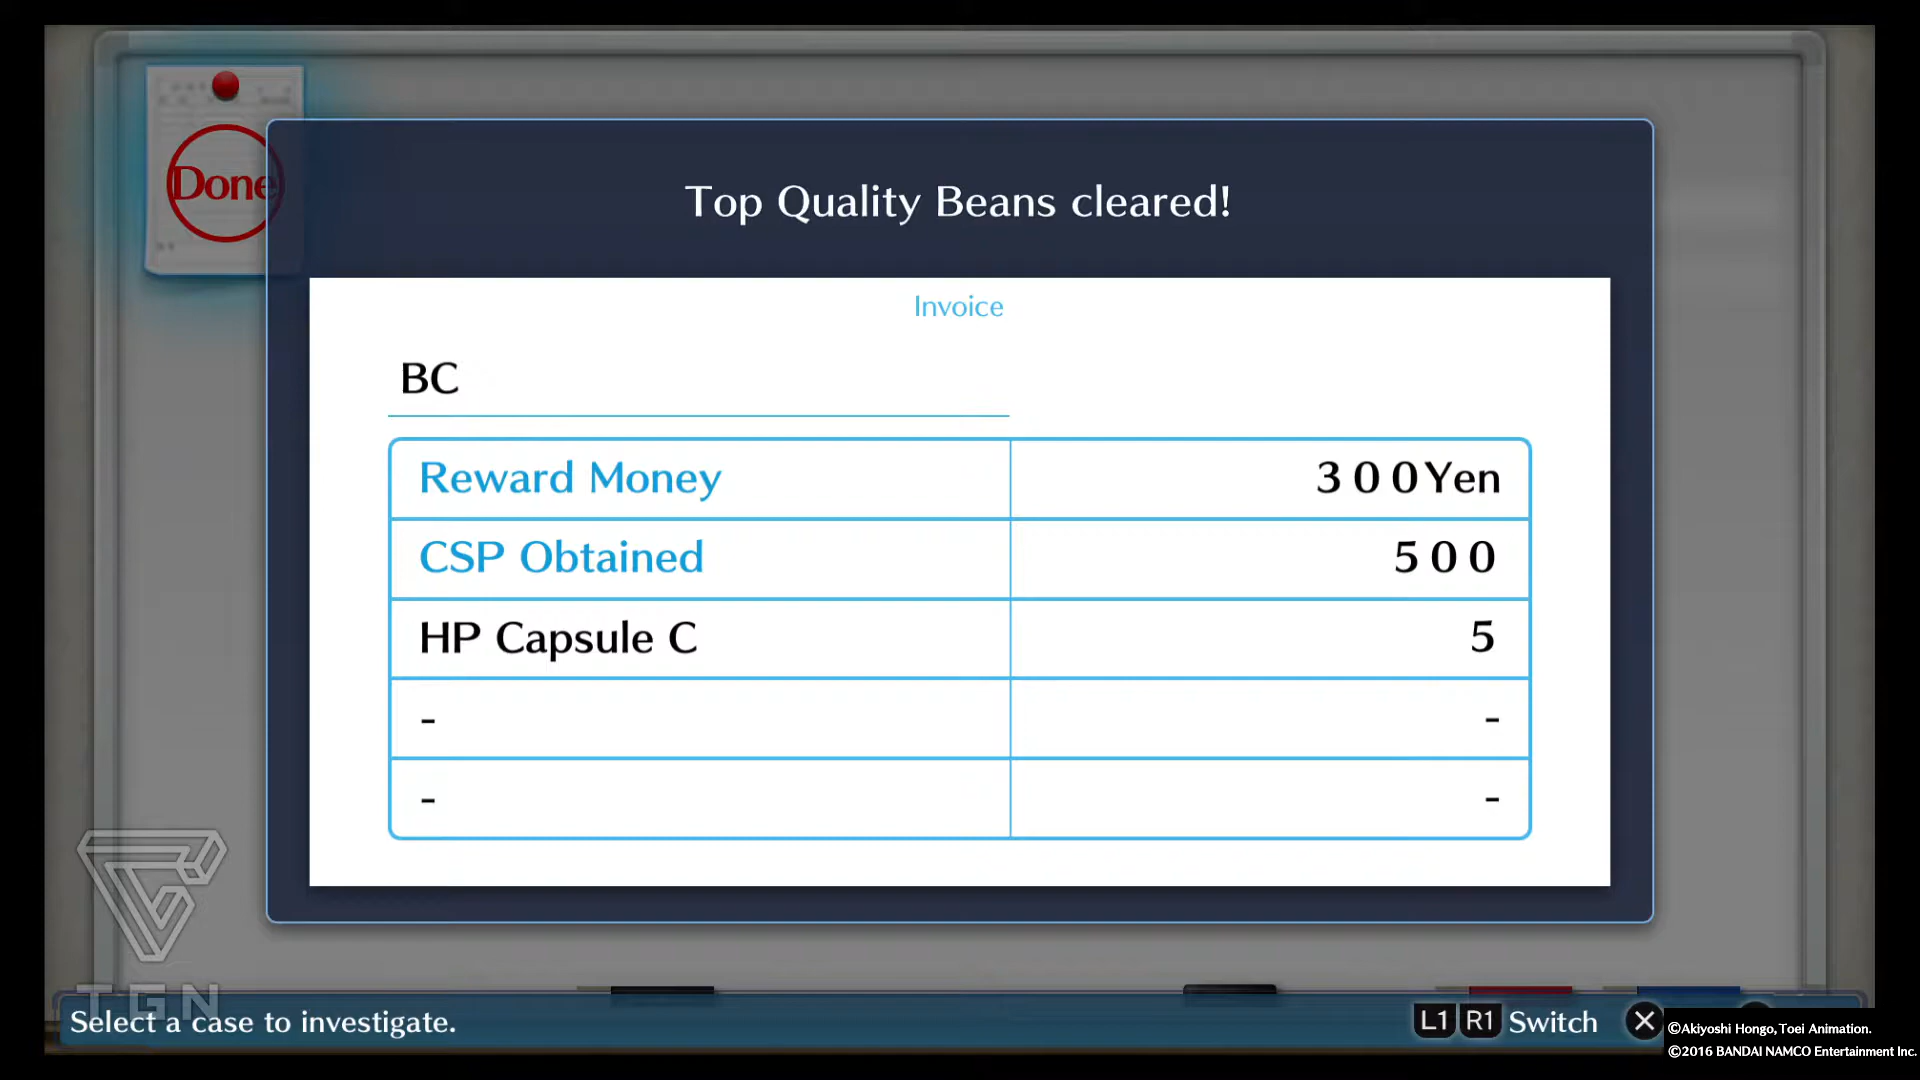 Done
Top Quality Beans cleared!
Invoice
BC
Reward Money 300Yen
CSP Obtained 500
HP Capsule C 5
- -
- -
TGN
Select a case to investigate.
L1 R1 Switch
©Akiyoshi Hongo, Toei Animation.
©2016 BANDAI NAMCO Entertainment Inc.